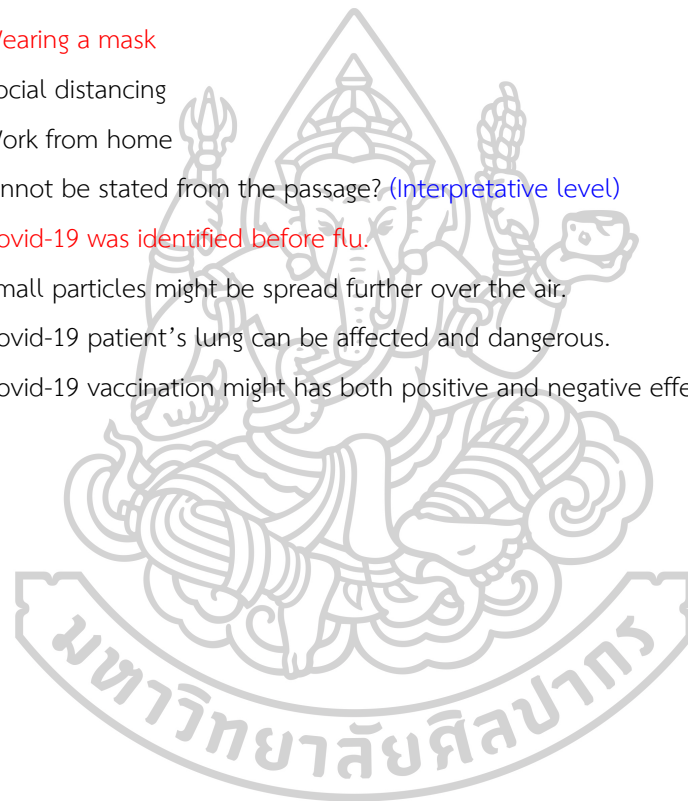 earing a mask
ocial distancing
ork from home
nnot be stated from the passage? (Interpretative level)
ovid-19 was identified before flu.
mall particles might be spread further over the air.
ovid-19 patient’s lung can be affected and dangerous.
ovid-19 vaccination might has both positive and negative effe
มหาวิทยาลัยศิลปากร